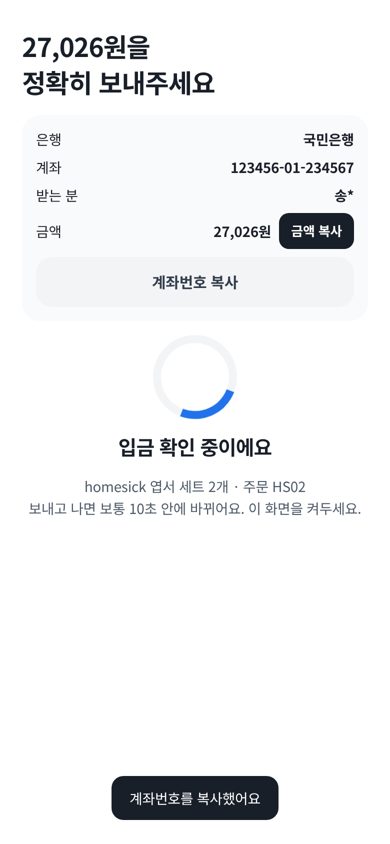 27,026원을
정확히 보내주세요
은행 국민은행
계좌 123456-01-234567
받는 분 송*
금액 27,026원 금액 복사
계좌번호 복사
입금 확인 중이에요
homesick 엽서 세트 2개 · 주문 HS02
보내고 나면 보통 10초 안에 바뀌어요. 이 화면을 켜두세요.
계좌번호를 복사했어요